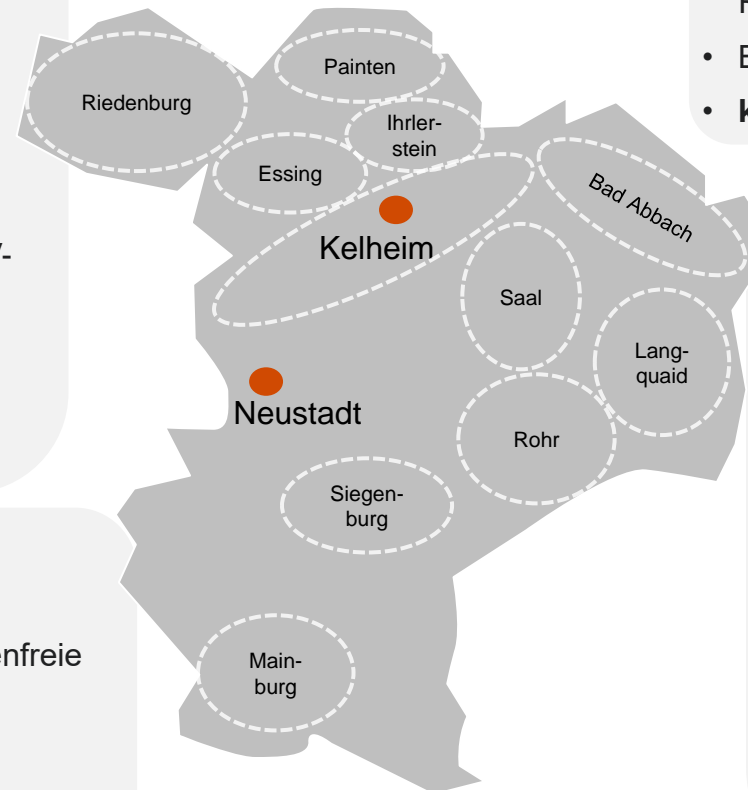 Painten
Riedenburg
Ihrler-
stein
Essing
Bad Abbach
Kelheim
Saal
Lang-
quaid
Neustadt
Rohr
Siegen-
burg
enfreie
Main-
burg